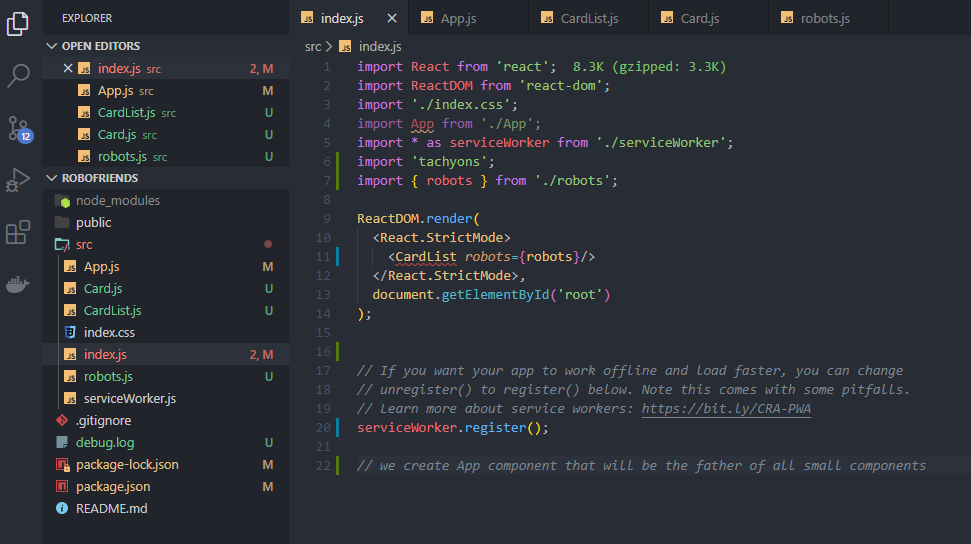 EXPLORER
OPEN EDITORS
index.js src 2, M
App.js src M
CardList.js src U
Card.js src U
robots.js src U
ROBOFRIENDS
node_modules
public
src
App.js M
Card.js U
CardList.js U
index.css
index.js 2, M
robots.js U
serviceWorker.js
.gitignore
debug.log U
package-lock.json M
package.json M
README.md
12
JS index.js
JS App.js
JS CardList.js
JS Card.js
JS robots.js
src > JS index.js
1 import React from 'react'; 8.3K (gzipped: 3.3K)
2 import ReactDOM from 'react-dom';
3 import './index.css';
4 import App from './App';
5 import * as serviceWorker from './serviceWorker';
6 import 'tachyons';
7 import { robots } from './robots';
8
9 ReactDOM.render(
10 <React.StrictMode>
11 <CardList robots={robots}/>
12 </React.StrictMode>,
13 document.getElementById('root')
14 );
15
16
17 // If you want your app to work offline and load faster, you can change
18 // unregister() to register() below. Note this comes with some pitfalls.
19 // Learn more about service workers: https://bit.ly/CRA-PWA
20 serviceWorker.register();
21
22 // we create App component that will be the father of all small components